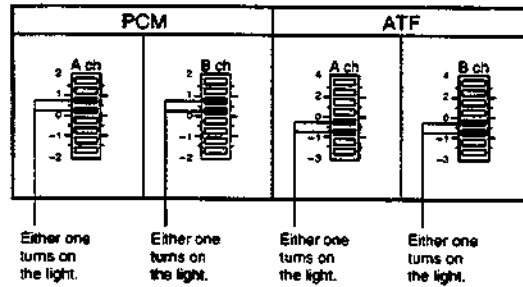 PCM ATF
A ch B ch A ch B ch
2 2 4 4
1 1 2 2
0 0 0 0
−1 −1 −1 −1
−2 −2 −3 −3
Either one Either one Either one Either one
turns on turns on turns on turns on
the light. the light. the light. the light.